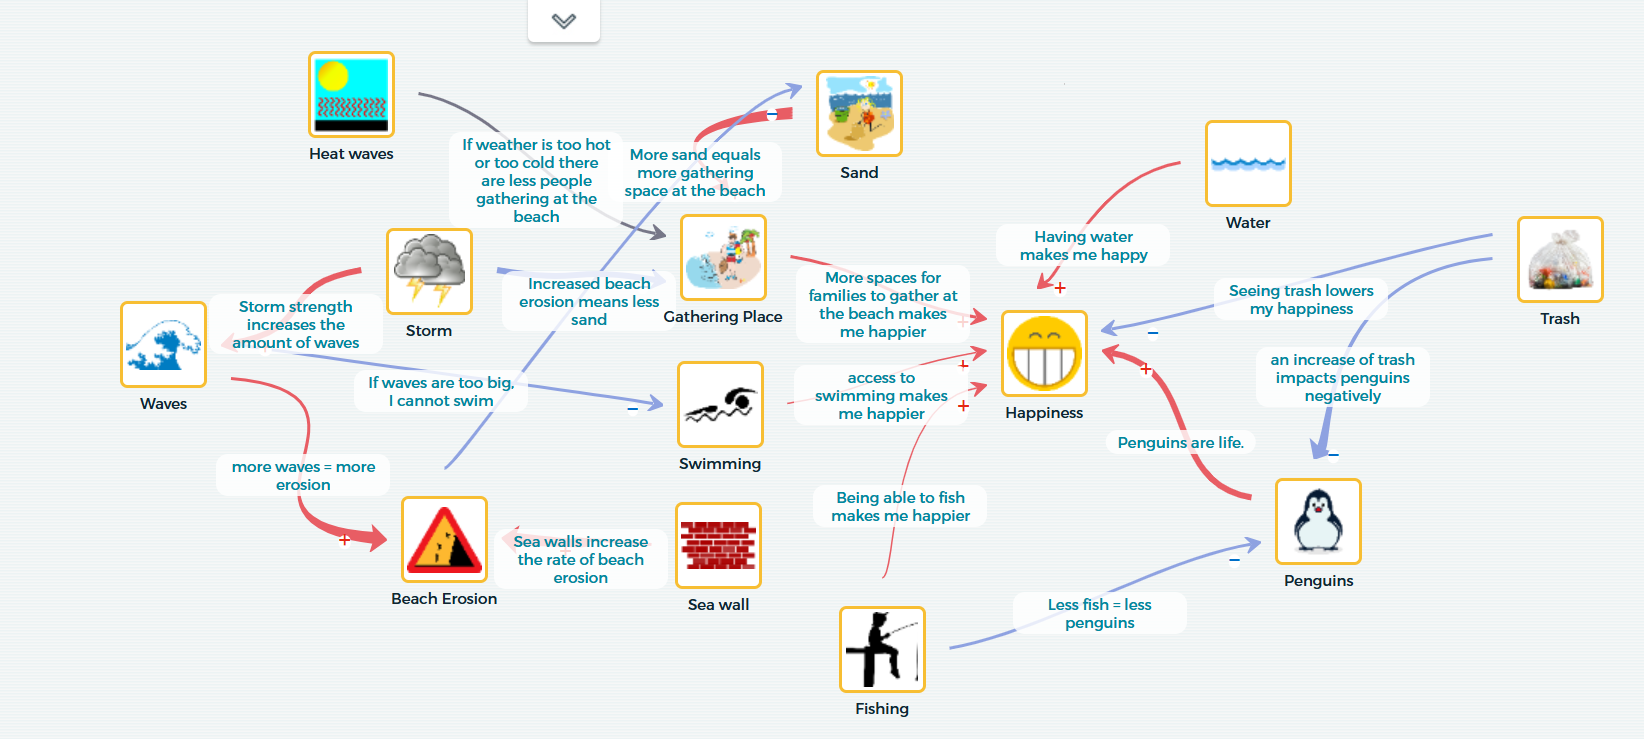 Heat waves
If weather is too hot
or too cold there
are less people
gathering at the
beach
More sand equals
more gathering
space at the beach
Sand
Water
Having water
makes me happy
Trash
Seeing trash lowers
my happiness
Storm
Storm strength
increases the
amount of waves
Waves
Increased beach
erosion means less
sand
Gathering Place
More spaces for
families to gather at
the beach makes
me happier
Happiness
an increase of trash
impacts penguins
negatively
If waves are too big,
I cannot swim
Swimming
access to
swimming makes
me happier
Penguins are life.
more waves = more
erosion
Beach Erosion
Sea walls increase
the rate of beach
erosion
Sea wall
Being able to fish
makes me happier
Penguins
Less fish = less
penguins
Fishing